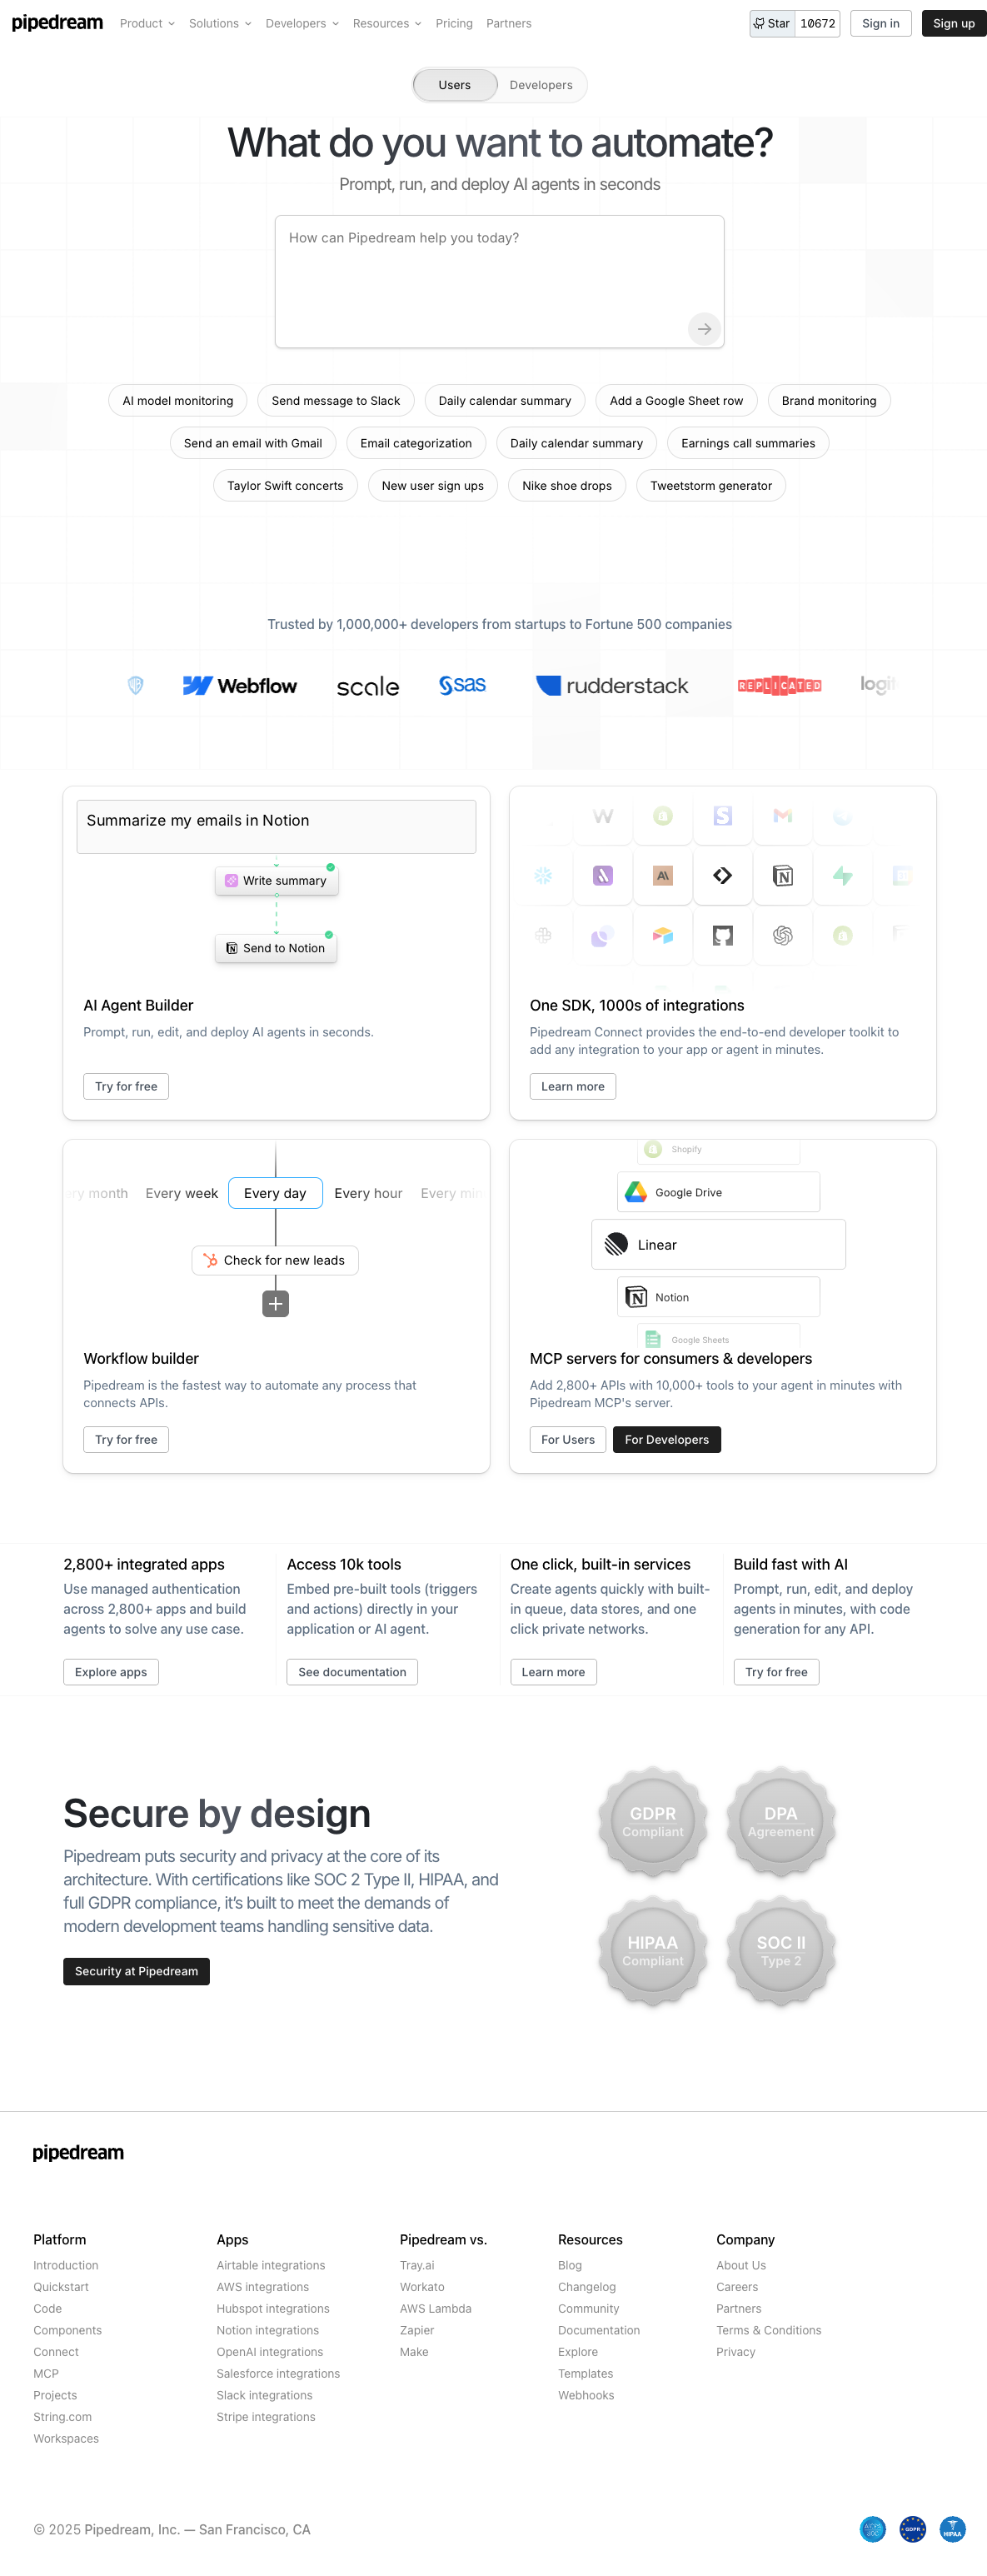 pipedream
Product
Solutions
Developers
Resources
Pricing
Partners
Star
10672
Sign in
Sign up
Users
Developers
What do you want to automate?
Prompt, run, and deploy AI agents in seconds
How can Pipedream help you today?
AI model monitoring
Send message to Slack
Daily calendar summary
Add a Google Sheet row
Brand monitoring
Send an email with Gmail
Email categorization
Daily calendar summary
Earnings call summaries
Taylor Swift concerts
New user sign ups
Nike shoe drops
Tweetstorm generator
Trusted by 1,000,000+ developers from startups to Fortune 500 companies
Webflow
scale
sas
rudderstack
REPLICATED
Summarize my emails in Notion
Write summary
Send to Notion
AI Agent Builder
Prompt, run, edit, and deploy AI agents in seconds.
Try for free
One SDK, 1000s of integrations
Pipedream Connect provides the end-to-end developer toolkit to
add any integration to your app or agent in minutes.
Learn more
month
Every week
Every day
Every hour
Every
Check for new leads
Workflow builder
Pipedream is the fastest way to automate any process that
connects APIs.
Try for free
Shopify
Google Drive
Linear
Notion
Google Sheets
MCP servers for consumers & developers
Add 2,800+ APIs with 10,000+ tools to your agent in minutes with
Pipedream MCP's server.
For Users
For Developers
2,800+ integrated apps
Use managed authentication
across 2,800+ apps and build
agents to solve any use case.
Explore apps
Access 10k tools
Embed pre-built tools (triggers
and actions) directly in your
application or AI agent.
See documentation
One click, built-in services
Create agents quickly with built-
in queue, data stores, and one
click private networks.
Learn more
Build fast with AI
Prompt, run, edit, and deploy
agents in minutes, with code
generation for any API.
Try for free
Secure by design
Pipedream puts security and privacy at the core of its
architecture. With certifications like SOC 2 Type II, HIPAA, and
full GDPR compliance, it's built to meet the demands of
modern development teams handling sensitive data.
Security at Pipedream
GDPR
Compliant
DPA
Agreement
HIPAA
Compliant
SOC II
Type 2
pipedream
Platform
Introduction
Quickstart
Code
Components
Connect
MCP
Projects
String.com
Workspaces
Apps
Airtable integrations
AWS integrations
Hubspot integrations
Notion integrations
OpenAI integrations
Salesforce integrations
Slack integrations
Stripe integrations
Pipedream vs.
Tray.ai
Workato
AWS Lambda
Zapier
Make
Resources
Blog
Changelog
Community
Documentation
Explore
Templates
Webhooks
Company
About Us
Careers
Partners
Terms & Conditions
Privacy
© 2025 Pipedream, Inc. — San Francisco, CA
GDPR
HIPAA